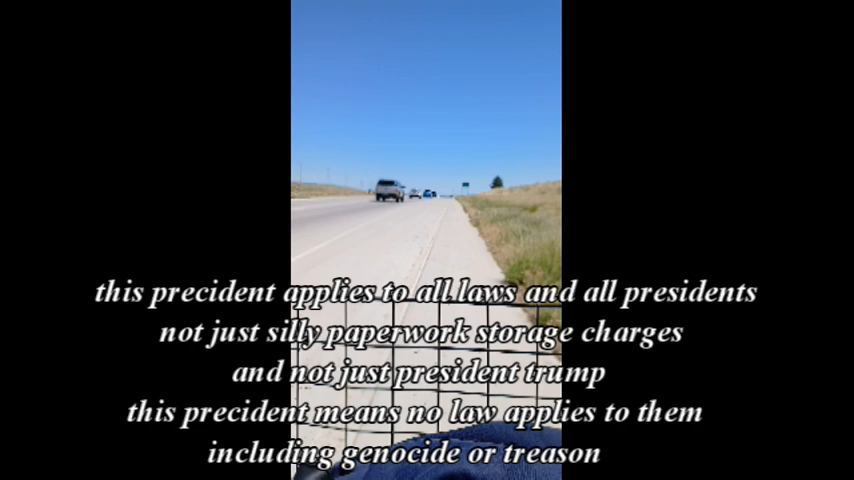 this precident applies to all laws and all presidents
not just silly paperwork storage charges
and not just president trump
this precident means no law applies to them
including genocide or treason